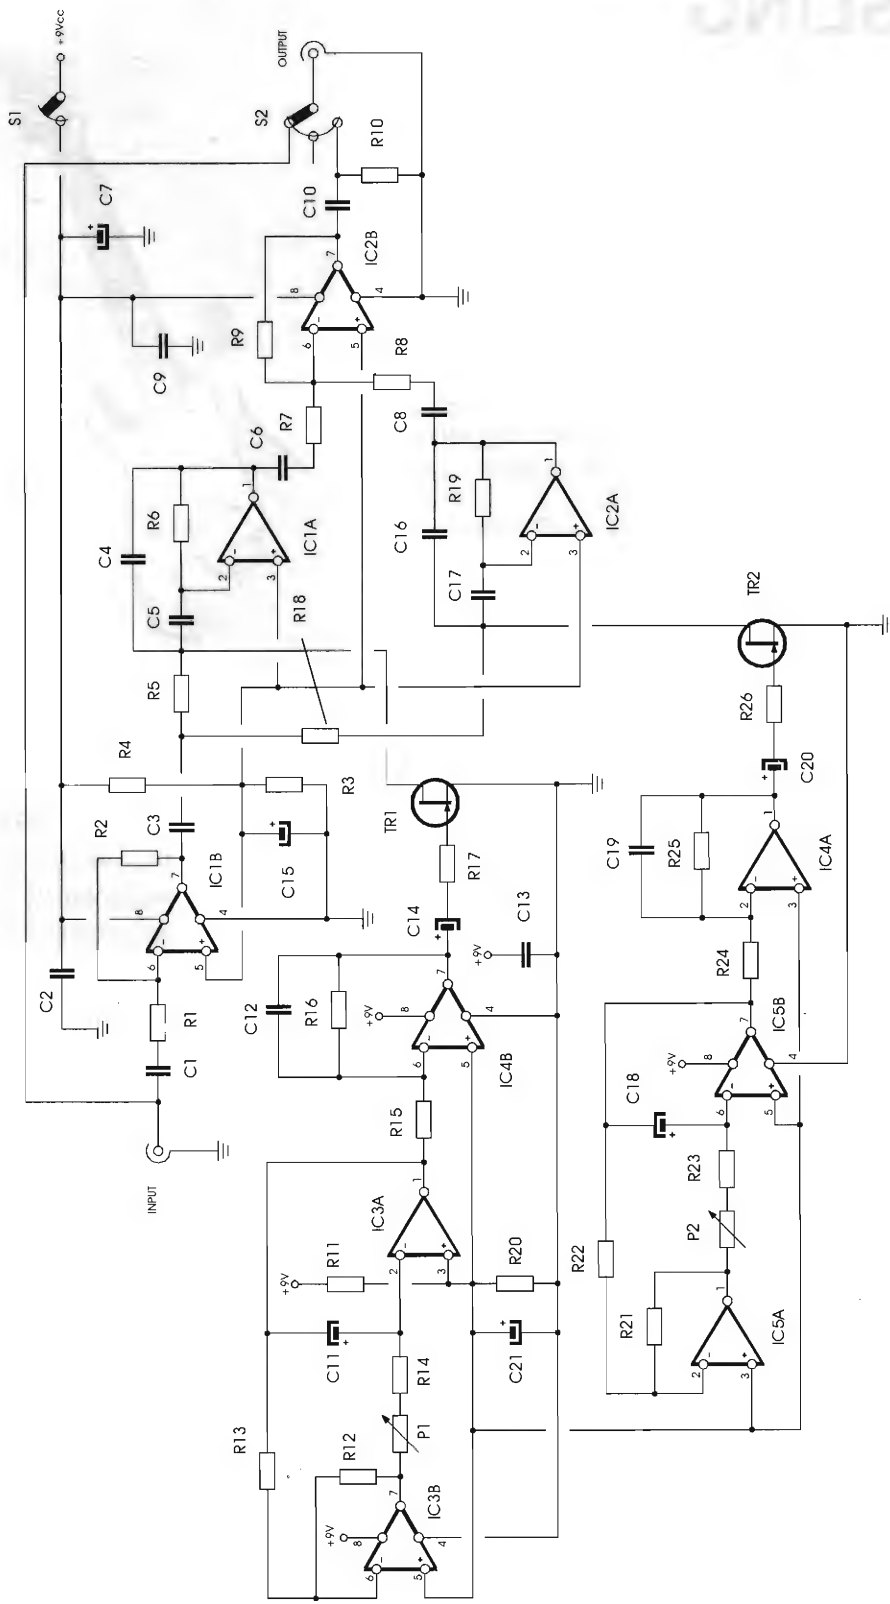 S1
+9Vcc
S2
OUTPUT
C7
+
R10
C10
IC2B
7
8
4
6
-
5
+
R9
C9
R8
R7
C6
C8
C4
R6
1
IC1A
2
-
3
+
C5
R18
R19
C16
C17
1
IC2A
2
-
3
+
R5
R4
R3
R2
C3
IC1B
7
8
4
6
-
5
+
C15
+
C2
R1
C1
INPUT
TR1
TR2
R17
C14
+
+9V
C13
R26
C20
+
C12
R16
+9V
7
8
4
6
-
5
+
IC4B
R15
C19
R25
1
IC4A
2
-
3
+
R24
IC3A
1
2
-
3
+
+9V
R11
R20
C11
+
C21
+
R14
P1
R13
R12
+9V
7
8
4
6
-
5
+
IC3B
IC5B
+9V
7
8
4
6
-
5
+
C18
+
R23
P2
R22
R21
1
IC5A
2
-
3
+